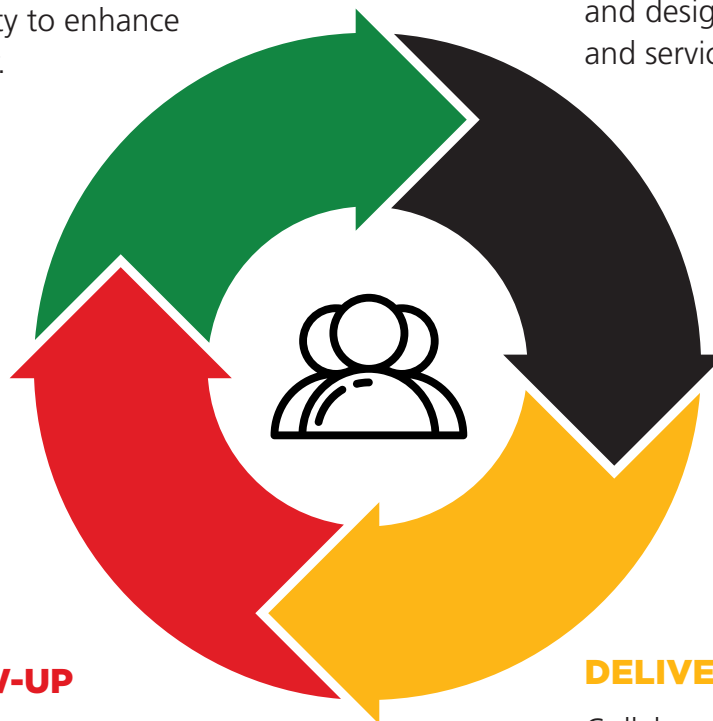 ty to enhance
.
and desig
and servic
V-UP
DELIVE